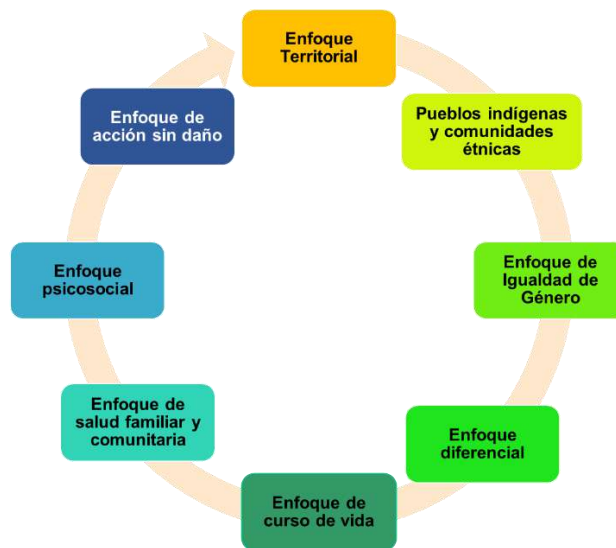 Enfoque
Territorial
Pueblos indígenas
y comunidades
étnicas
Enfoque de
Igualdad de
Género
Enfoque
diferencial
Enfoque de
curso de vida
Enfoque de
salud familiar y
comunitaria
Enfoque
psicosocial
Enfoque de
acción sin daño